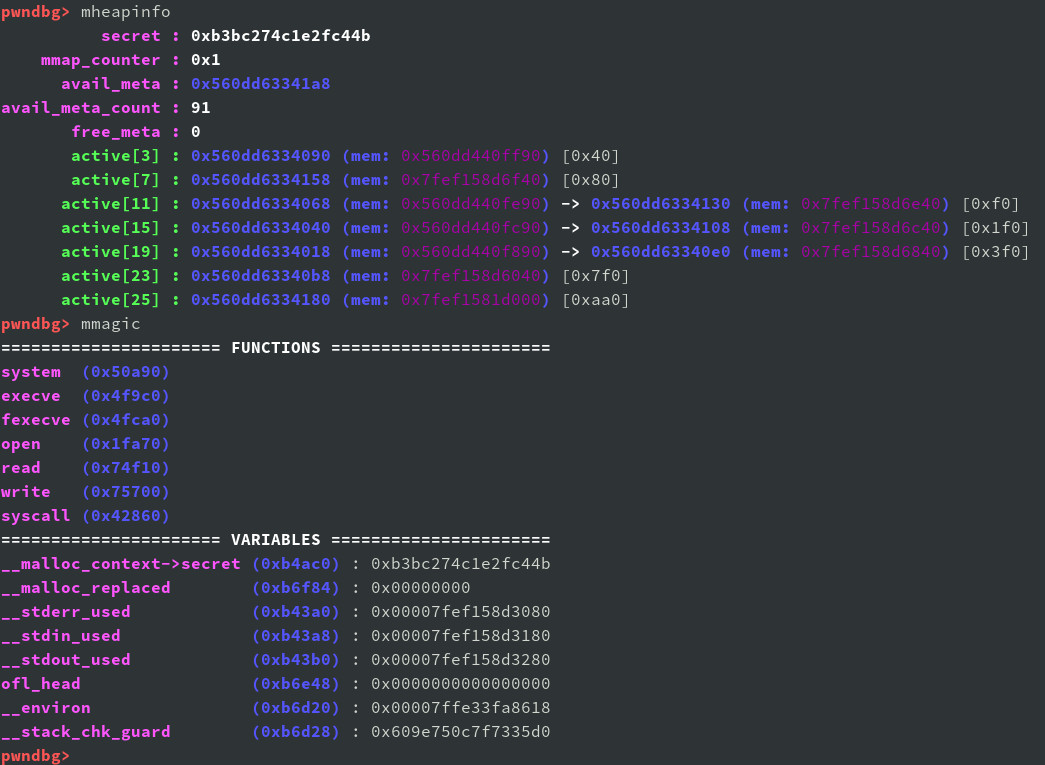 pwndbg> mheapinfo
secret : 0xb3bc274c1e2fc44b
mmap_counter : 0x1
avail_meta : 0x560dd63341a8
avail_meta_count : 91
free_meta : 0
active[3] : 0x560dd6334090 (mem: 0x560dd440ff90) [0x40]
active[7] : 0x560dd6334158 (mem: 0x7fef158d6f40) [0x80]
active[11] : 0x560dd6334068 (mem: 0x560dd440fe90) -> 0x560dd6334130 (mem: 0x7fef158d6e40) [0xf0]
active[15] : 0x560dd6334040 (mem: 0x560dd440fc90) -> 0x560dd6334108 (mem: 0x7fef158d6c40) [0x1f0]
active[19] : 0x560dd6334018 (mem: 0x560dd440f890) -> 0x560dd63340e0 (mem: 0x7fef158d6840) [0x3f0]
active[23] : 0x560dd63340b8 (mem: 0x7fef158d6040) [0x7f0]
active[25] : 0x560dd6334180 (mem: 0x7fef1581d000) [0xaa0]
pwndbg> mmagic
====================== FUNCTIONS ======================
system (0x50a90)
execve (0x4f9c0)
fexecve (0x4fca0)
open (0x1fa70)
read (0x74f10)
write (0x75700)
syscall (0x42860)
====================== VARIABLES ======================
__malloc_context->secret (0xb4ac0) : 0xb3bc274c1e2fc44b
__malloc_replaced (0xb6f84) : 0x00000000
__stderr_used (0xb43a0) : 0x00007fef158d3080
__stdin_used (0xb43a8) : 0x00007fef158d3180
__stdout_used (0xb43b0) : 0x00007fef158d3280
ofl_head (0xb6e48) : 0x0000000000000000
__environ (0xb6d20) : 0x00007ffe33fa8618
__stack_chk_guard (0xb6d28) : 0x609e750c7f7335d0
pwndbg>